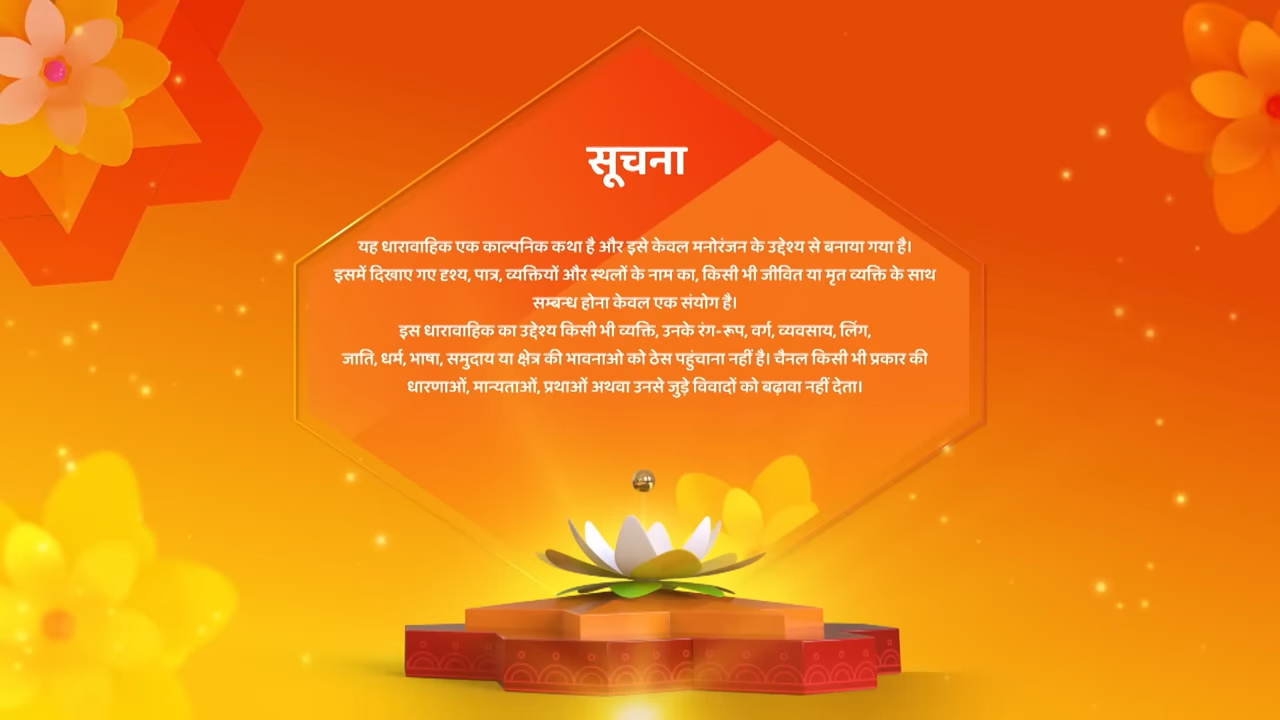 सूचना
यह धारावाहिक एक काल्पनिक कथा है और इसे केवल मनोरंजन के उद्देश्य से बनाया गया है।
इसमें दिखाए गए दृश्य, पात्र, व्यक्तियों और स्थलों के नाम का, किसी भी जीवित या मृत व्यक्ति के साथ
सम्बन्ध होना केवल एक संयोग है।
इस धारावाहिक का उद्देश्य किसी भी व्यक्ति, उनके रंग-रूप, वर्ग, व्यवसाय, लिंग,
जाति, धर्म, भाषा, समुदाय या क्षेत्र की भावनाओ को ठेस पहुंचाना नहीं है। चैनल किसी भी प्रकार की
धारणाओं, मान्यताओं, प्रथाओं अथवा उनसे जुड़े विवादों को बढ़ावा नहीं देता।